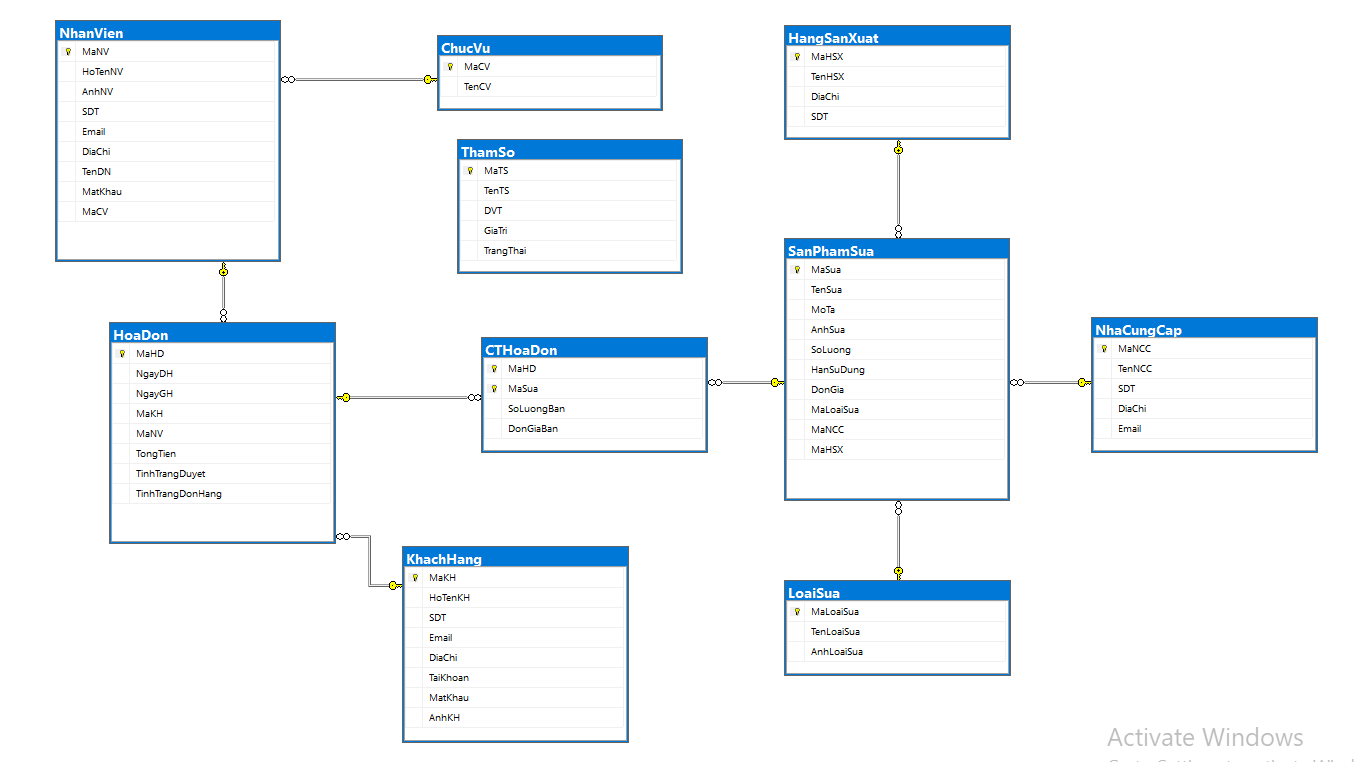 NhanVien
MaNV
HoTenNV
AnhNV
SDT
Email
DiaChi
TenDN
MatKhau
MaCV
ChucVu
MaCV
TenCV
ThamSo
MaTS
TenTS
DVT
GiaTri
TrangThai
HangSanXuat
MaHSX
TenHSX
DiaChi
SDT
HoaDon
MaHD
NgayDH
NgayGH
MaKH
MaNV
TongTien
TinhTrangDuyet
TinhTrangDonHang
CTHoaDon
MaHD
MaSua
SoLuongBan
DonGiaBan
SanPhamSua
MaSua
TenSua
MoTa
AnhSua
SoLuong
HanSuDung
DonGia
MaLoaiSua
MaNCC
MaHSX
NhaCungCap
MaNCC
TenNCC
SDT
DiaChi
Email
KhachHang
MaKH
HoTenKH
SDT
Email
DiaChi
TaiKhoan
MatKhau
AnhKH
LoaiSua
MaLoaiSua
TenLoaiSua
AnhLoaiSua
Activate Windows